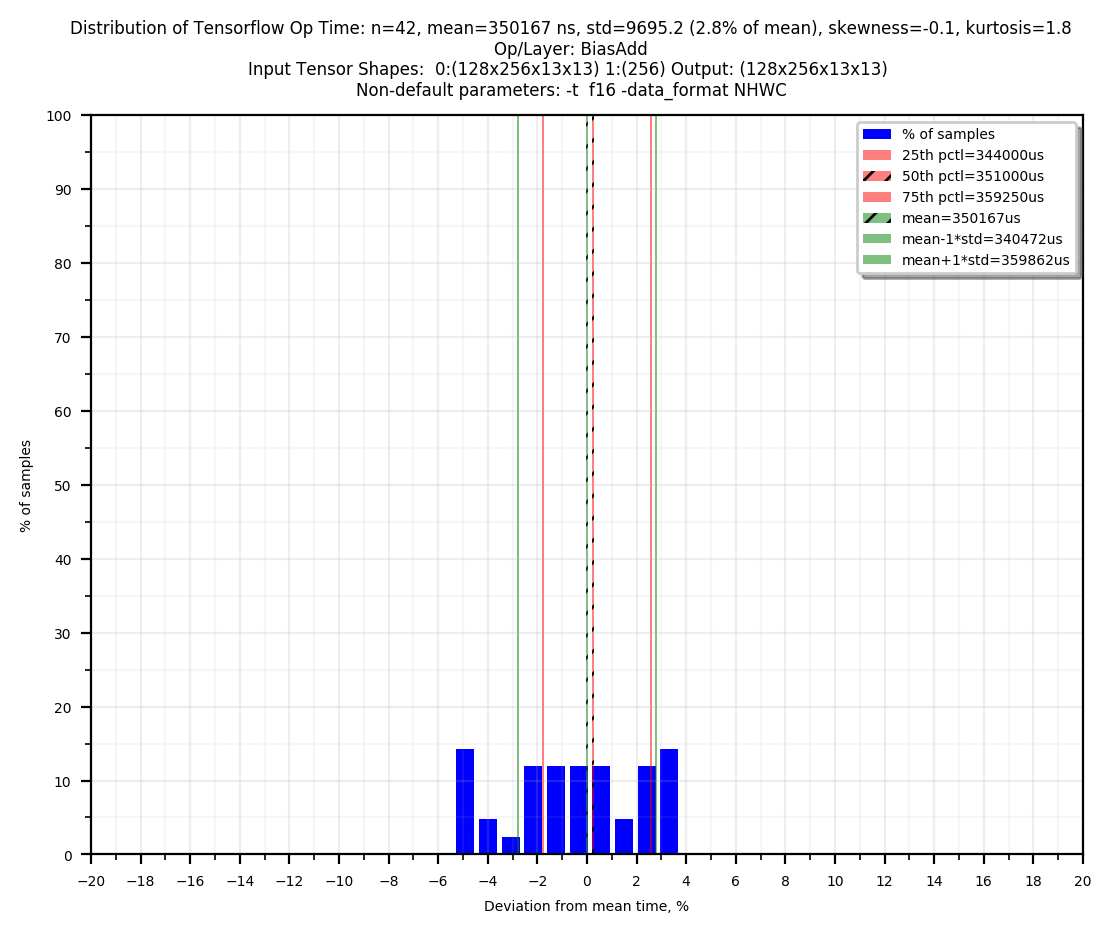 Distribution of Tensorflow Op Time: n=42, mean=350167 ns, std=9695.2 (2.8% of mean), skewness=-0.1, kurtosis=1.8
Op/Layer: BiasAdd
Input Tensor Shapes:  0:(128x256x13x13) 1:(256) Output: (128x256x13x13)
Non-default parameters: -t  f16 -data_format NHWC
% of samples
25th pctl=344000us
50th pctl=351000us
75th pctl=359250us
mean=350167us
mean-1*std=340472us
mean+1*std=359862us
100
90
80
70
60
50
40
30
20
10
0
% of samples
−20 −18 −16 −14 −12 −10 −8 −6 −4 −2 0 2 4 6 8 10 12 14 16 18 20
Deviation from mean time, %